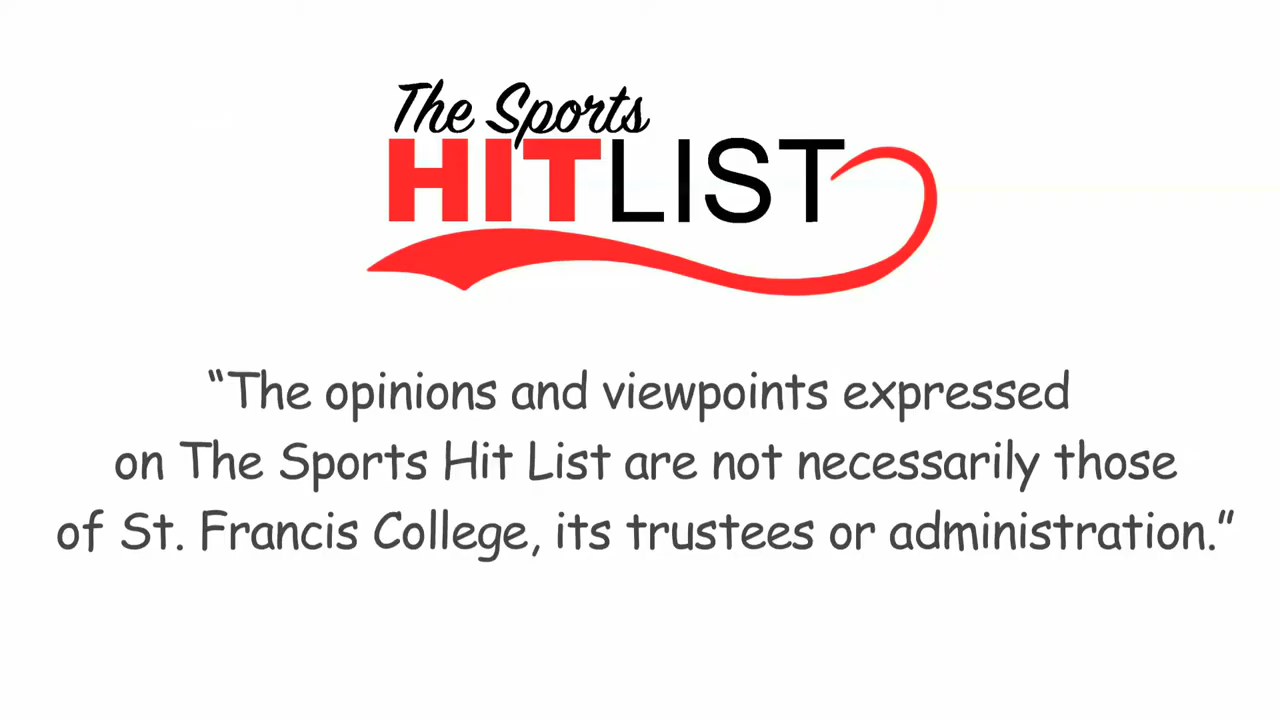 The Sports
HITLIST
“The opinions and viewpoints expressed
on The Sports Hit List are not necessarily those
of St. Francis College, its trustees or administration.”